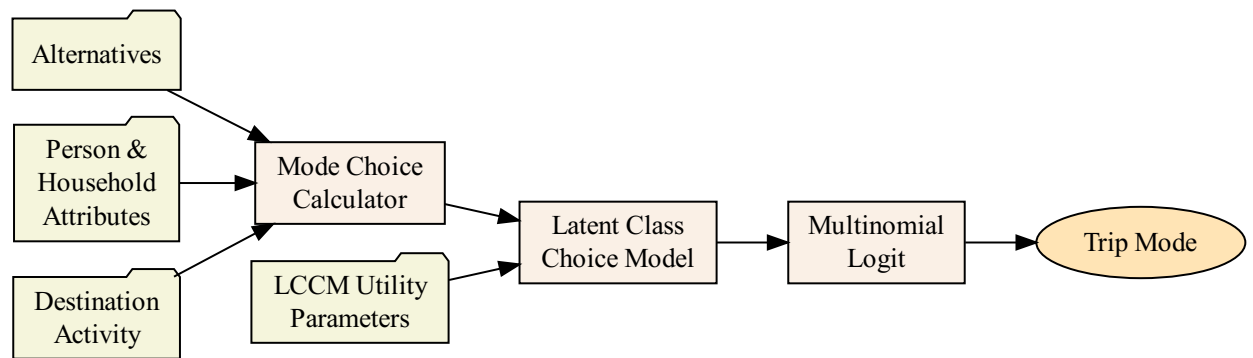 Alternatives
Person &
Household
Attributes
Destination
Activity
Mode Choice
Calculator
LCCM Utility
Parameters
Latent Class
Choice Model
Multinomial
Logit
Trip Mode